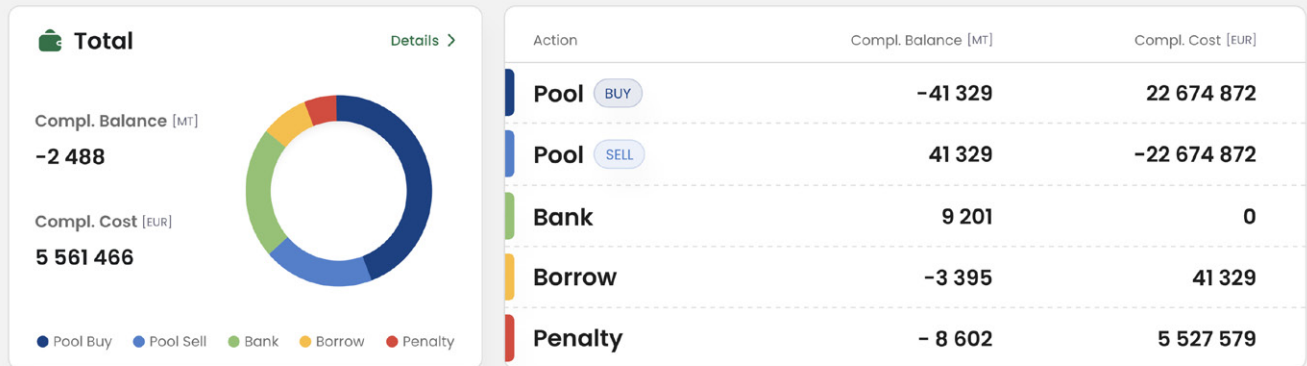 Total
Details >
Compl. Balance [MT]
-2 488
Compl. Cost [EUR]
5 561 466
Pool Buy Pool Sell Bank Borrow Penalty
Action Compl. Balance [MT] Compl. Cost [EUR]
Pool BUY -41 329 22 674 872
Pool SELL 41 329 -22 674 872
Bank 9 201 0
Borrow -3 395 41 329
Penalty - 8 602 5 527 579